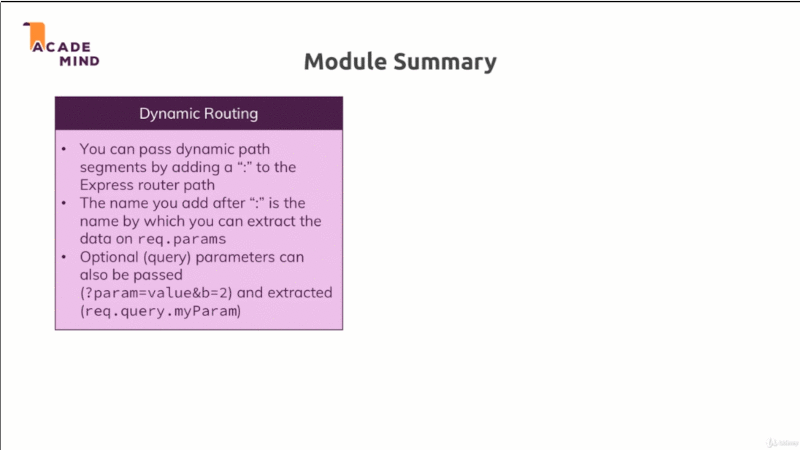 ACADE
MIND
Module Summary
Dynamic Routing
• You can pass dynamic path
segments by adding a “:” to the
Express router path
• The name you add after “:” is the
name by which you can extract the
data on req.params
• Optional (query) parameters can
also be passed
(?param=value&b=2) and extracted
(req.query.myParam)